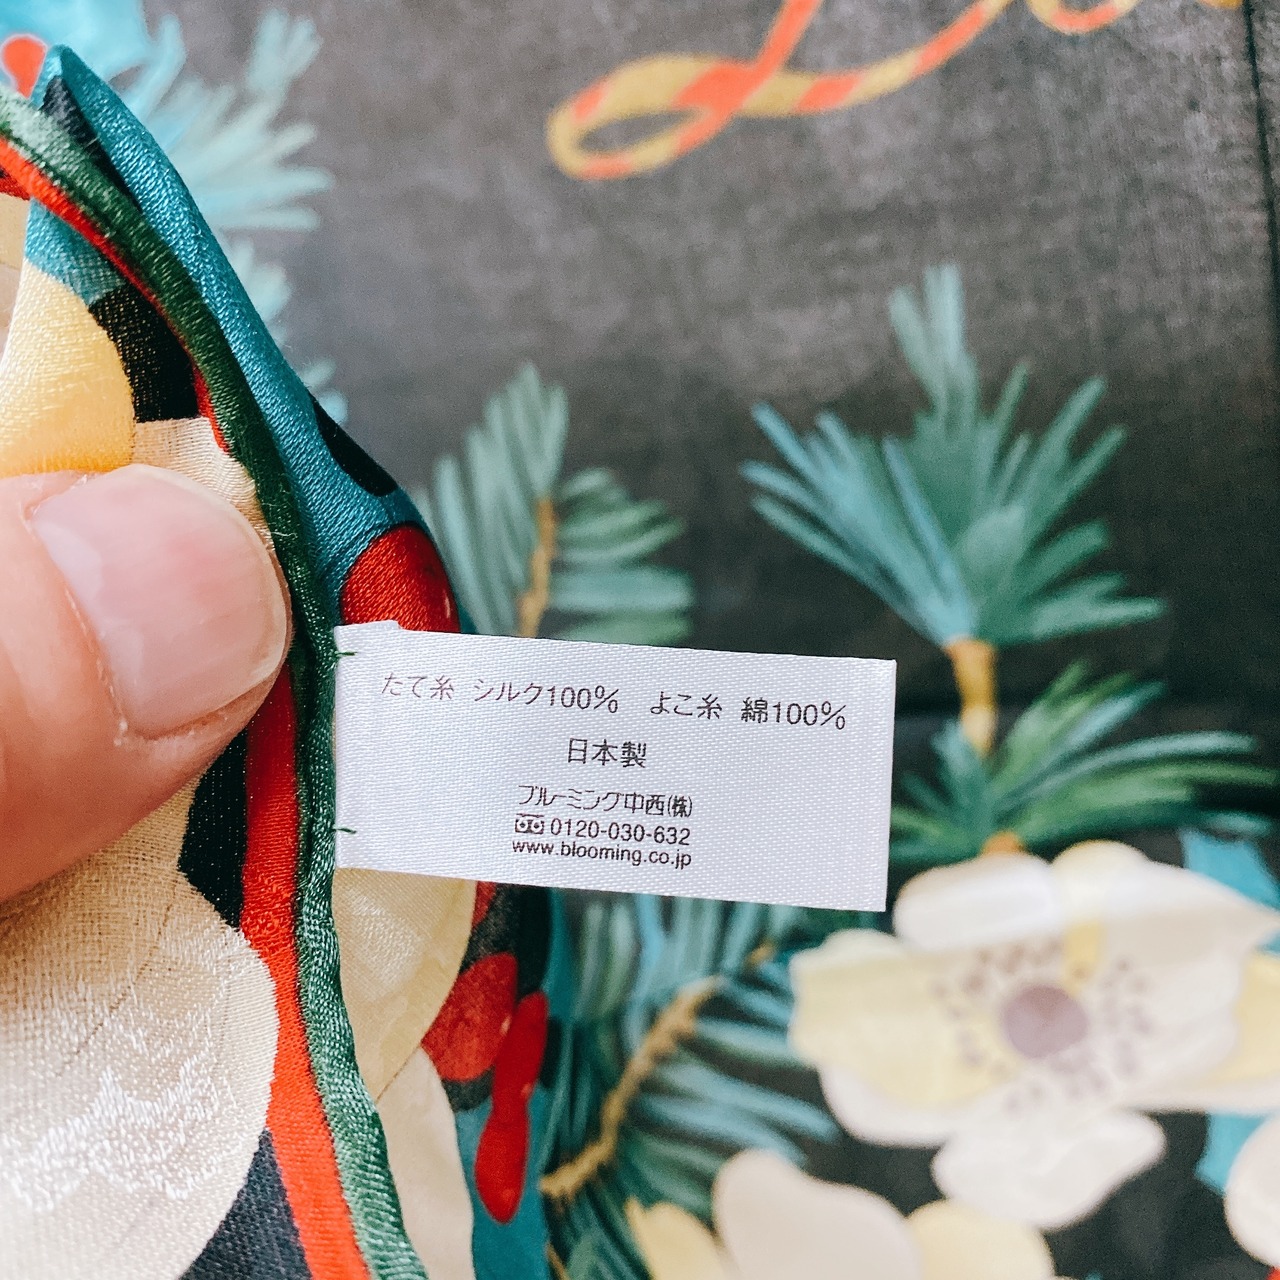 たて糸 シルク100% よこ糸 綿100%
日本製
ブルーミング中西(株)
0120-030-632
www.blooming.co.jp